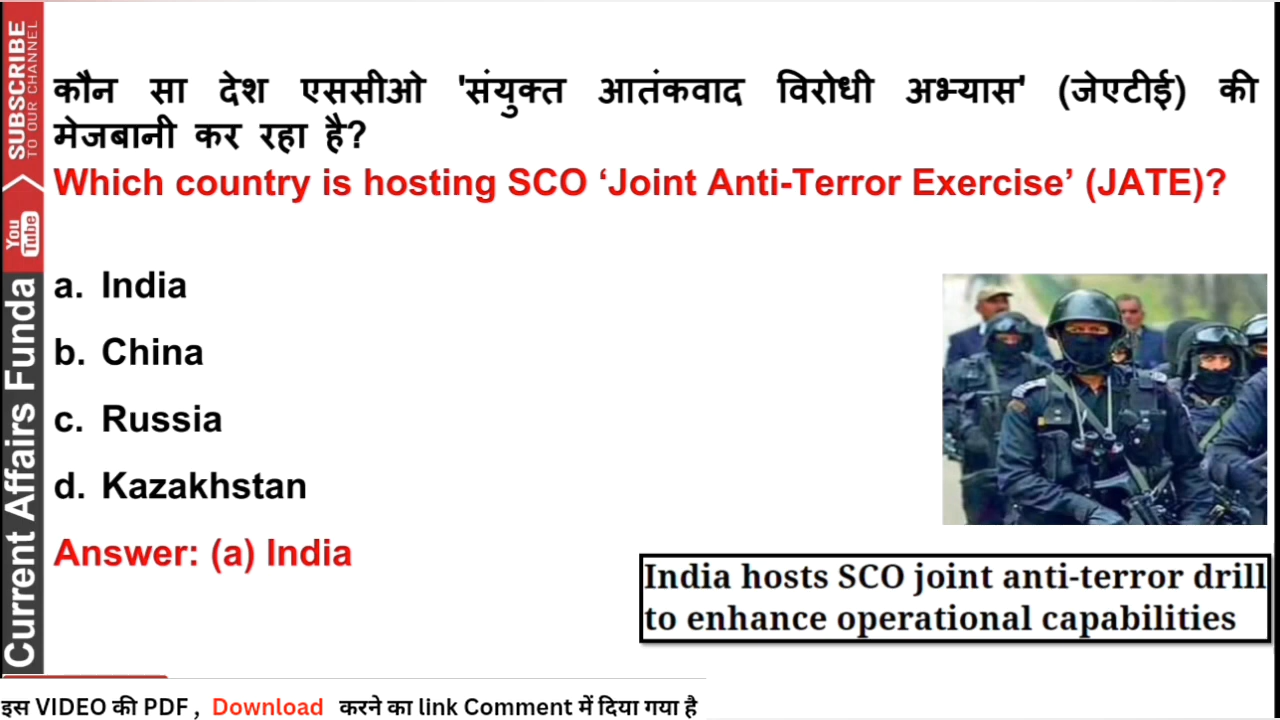 कौन सा देश एससीओ 'संयुक्त आतंकवाद विरोधी अभ्यास' (जेएटीई) की
मेजबानी कर रहा है?
Which country is hosting SCO ‘Joint Anti-Terror Exercise’ (JATE)?
a. India
b. China
c. Russia
d. Kazakhstan
Answer: (a) India
India hosts SCO joint anti-terror drill
to enhance operational capabilities
SUBSCRIBE
TO OUR CHANNEL
You
Tube
Current Affairs Funda
इस VIDEO की PDF , Download करने का link Comment में दिया गया है